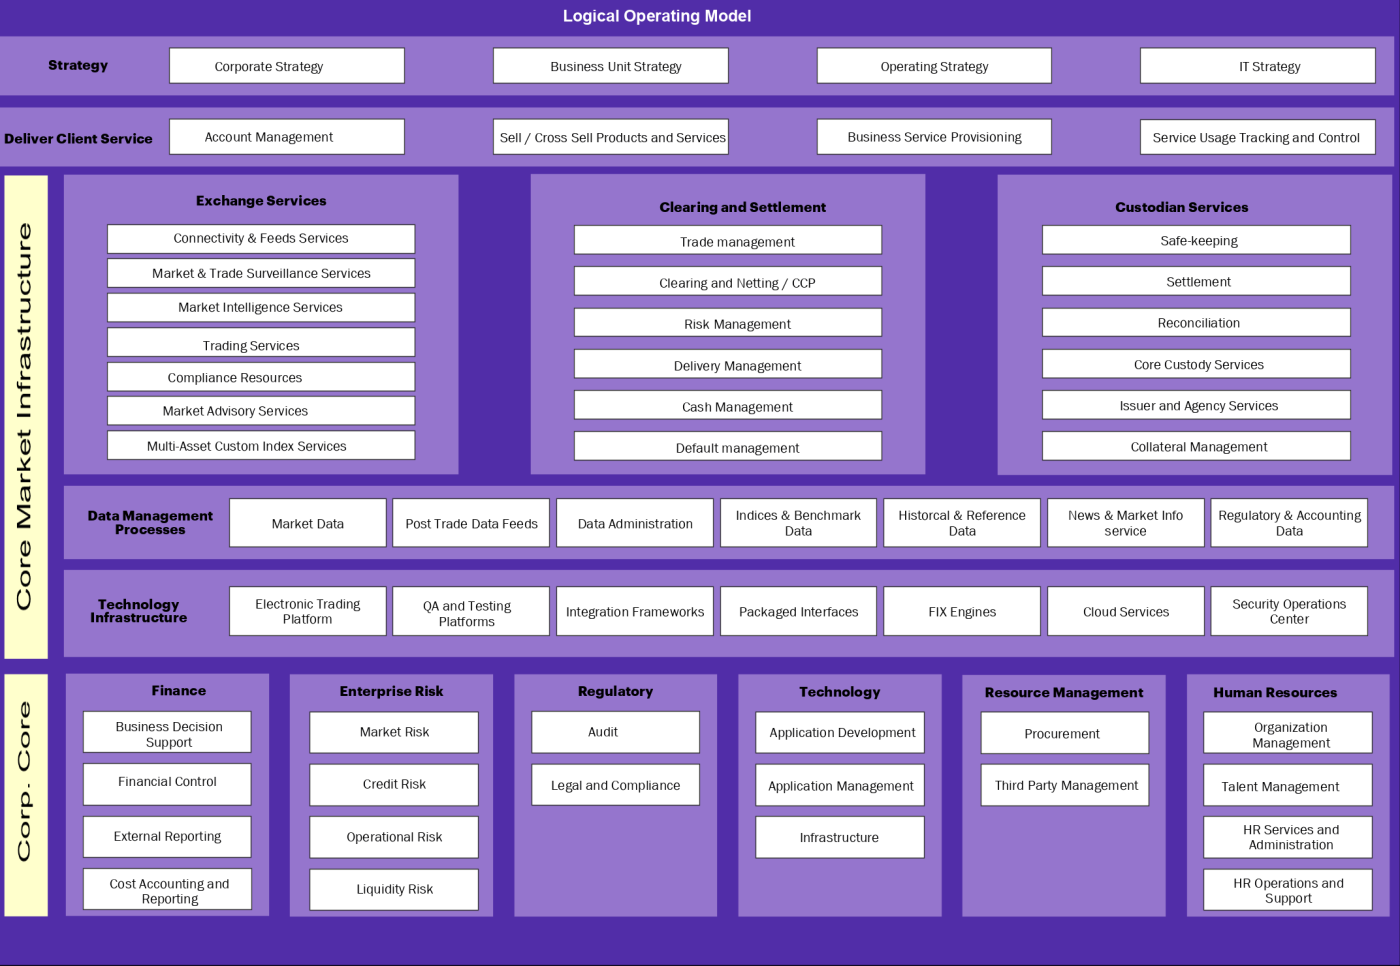 Logical Operating Model
Strategy
Corporate Strategy
Business Unit Strategy
Operating Strategy
IT Strategy
Deliver Client Service
Account Management
Sell / Cross Sell Products and Services
Business Service Provisioning
Service Usage Tracking and Control
Core Market Infrastructure
Exchange Services
Connectivity & Feeds Services
Market & Trade Surveillance Services
Market Intelligence Services
Trading Services
Compliance Resources
Market Advisory Services
Multi-Asset Custom Index Services
Clearing and Settlement
Trade management
Clearing and Netting / CCP
Risk Management
Delivery Management
Cash Management
Default management
Custodian Services
Safe-keeping
Settlement
Reconciliation
Core Custody Services
Issuer and Agency Services
Collateral Management
Data Management
Processes
Market Data
Post Trade Data Feeds
Data Administration
Indices & Benchmark
Data
Historcal & Reference
Data
News & Market Info
service
Regulatory & Accounting
Data
Technology
Infrastructure
Electronic Trading
Platform
QA and Testing
Platforms
Integration Frameworks
Packaged Interfaces
FIX Engines
Cloud Services
Security Operations
Center
Corp. Core
Finance
Business Decision
Support
Financial Control
External Reporting
Cost Accounting and
Reporting
Enterprise Risk
Market Risk
Credit Risk
Operational Risk
Liquidity Risk
Regulatory
Audit
Legal and Compliance
Technology
Application Development
Application Management
Infrastructure
Resource Management
Procurement
Third Party Management
Human Resources
Organization
Management
Talent Management
HR Services and
Administration
HR Operations and
Support